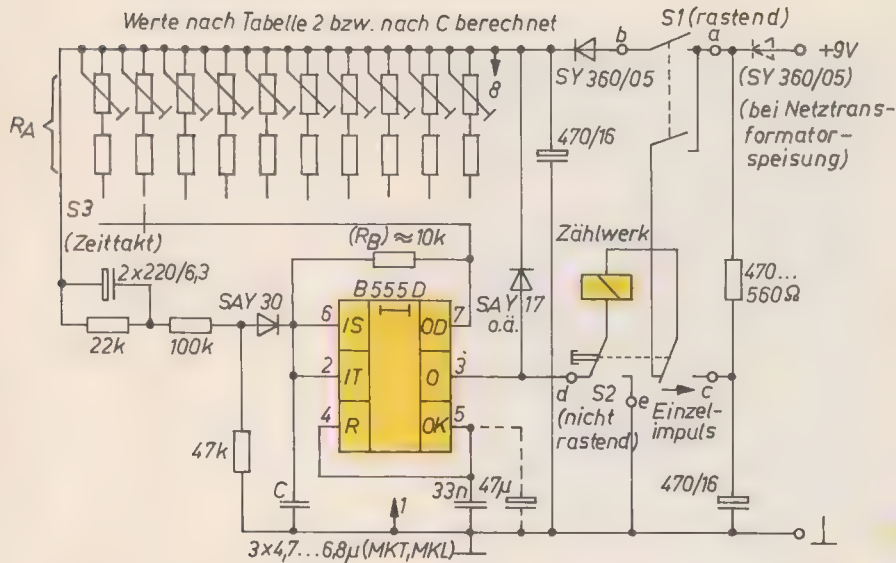 Werte nach Tabelle 2 bzw. nach C berechnet
S1 (rastend)
b
a
+9V
8
SY 360/05
(SY 360/05)
(bei Netztrans-
formator-
speisung)
RA
470/16
S3
(Zeittakt)
(RB) ≈ 10k
Zählwerk
2x220/6,3
B555D
SAY 30
SAY 17
o.ä.
470...
560Ω
6
IS
OD
7
22k
100k
2
IT
O
3
d
S2
e
c
(nicht
rastend)
Einzel-
impuls
4
R
OK
5
47k
C
1
33n
47µ
470/16
3x4,7...6,8µ(MKT,MKL)